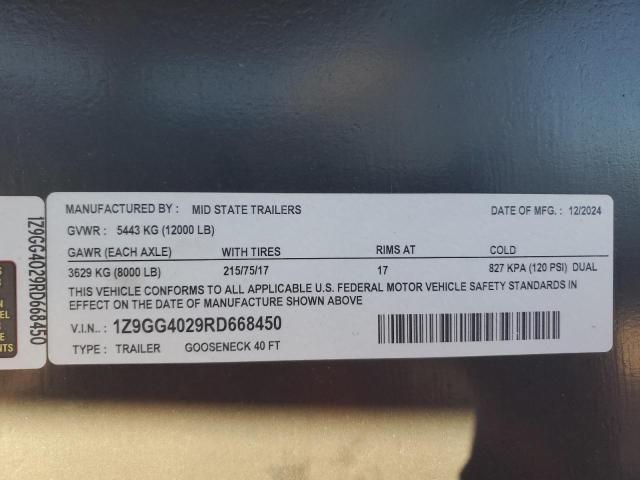 MANUFACTURED BY : MID STATE TRAILERS DATE OF MFG. : 12/2024
GVWR : 5443 KG (12000 LB)
GAWR (EACH AXLE) WITH TIRES RIMS AT COLD
3629 KG (8000 LB) 215/75/17 17 827 KPA (120 PSI) DUAL
THIS VEHICLE CONFORMS TO ALL APPLICABLE U.S. FEDERAL MOTOR VEHICLE SAFETY STANDARDS IN
EFFECT ON THE DATE OF MANUFACTURE SHOWN ABOVE
V.I.N.. : 1Z9GG4029RD668450
TYPE : TRAILER GOOSENECK 40 FT
1Z9GG4029RD668450